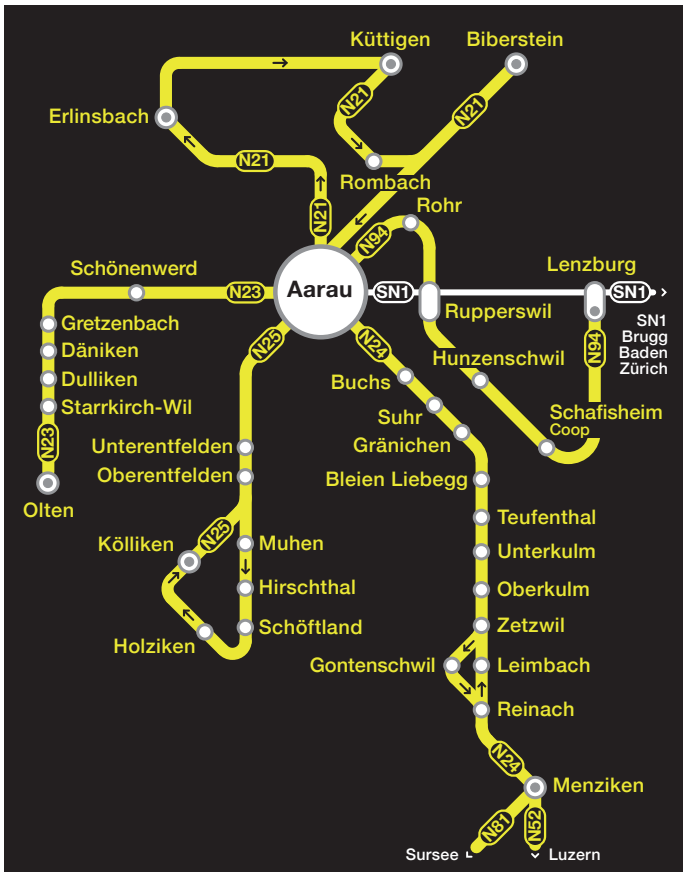 Küttigen
Biberstein
Erlinsbach
N21
N21
N21
N21
Rombach
Rohr
N94
Schönenwerd
N23
Aarau
SN1
Lenzburg
SN1
Rupperswil
SN1
Brugg
Baden
Zürich
Gretzenbach
Däniken
Dulliken
Starrkirch-Wil
N23
Olten
N25
N24
Buchs
Suhr
Gränichen
Hunzenschwil
N94
Schafisheim
Coop
Unterentfelden
Oberentfelden
Bleien Liebegg
Kölliken
N25
Muhen
Hirschthal
Schöftland
Holziken
Teufenthal
Unterkulm
Oberkulm
Zetzwil
Gontenschwil
Leimbach
Reinach
N24
Menziken
N81
N52
Sursee
Luzern